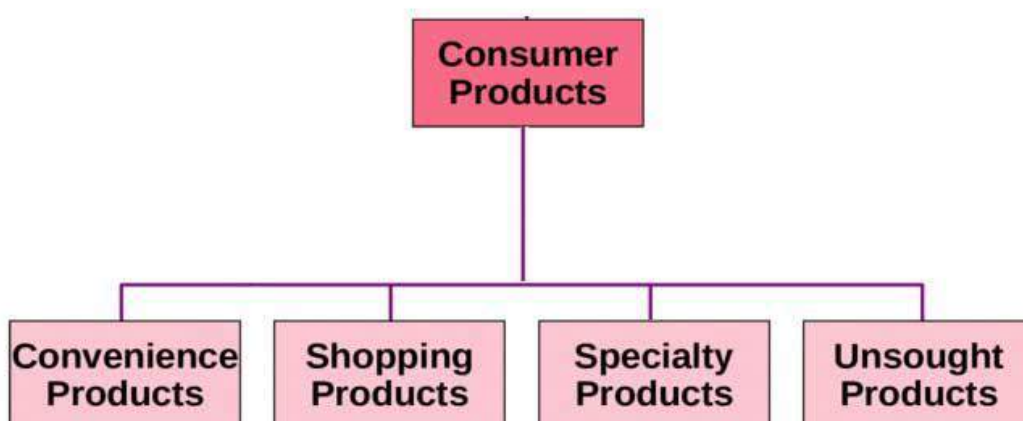 Consumer
Products
Convenience
Products
Shopping
Products
Specialty
Products
Unsought
Products